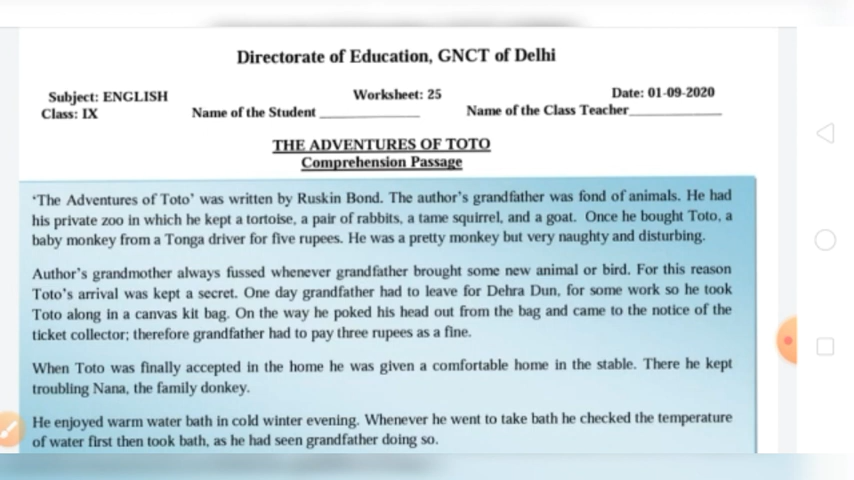 Directorate of Education, GNCT of Delhi
Subject: ENGLISH Worksheet: 25 Date: 01-09-2020
Class: IX Name of the Student ____________ Name of the Class Teacher____________
THE ADVENTURES OF TOTO
Comprehension Passage
'The Adventures of Toto' was written by Ruskin Bond. The author's grandfather was fond of animals. He had
his private zoo in which he kept a tortoise, a pair of rabbits, a tame squirrel, and a goat. Once he bought Toto, a
baby monkey from a Tonga driver for five rupees. He was a pretty monkey but very naughty and disturbing.
Author's grandmother always fussed whenever grandfather brought some new animal or bird. For this reason
Toto's arrival was kept a secret. One day grandfather had to leave for Dehra Dun, for some work so he took
Toto along in a canvas kit bag. On the way he poked his head out from the bag and came to the notice of the
ticket collector; therefore grandfather had to pay three rupees as a fine.
When Toto was finally accepted in the home he was given a comfortable home in the stable. There he kept
troubling Nana, the family donkey.
He enjoyed warm water bath in cold winter evening. Whenever he went to take bath he checked the temperature
of water first then took bath, as he had seen grandfather doing so.